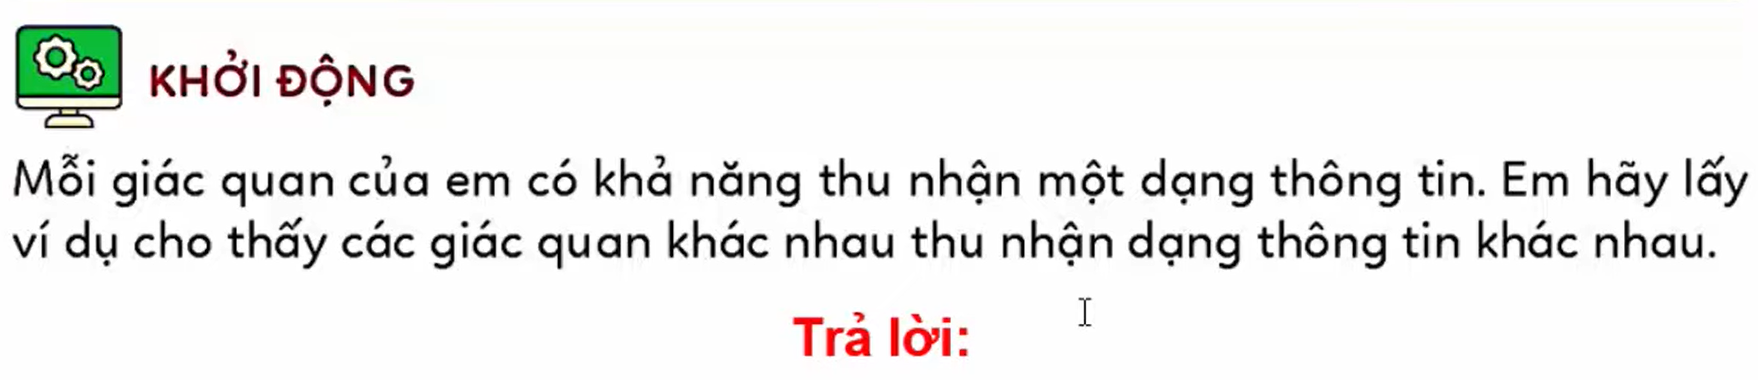 KHỞI ĐỘNG
Mỗi giác quan của em có khả năng thu nhận một dạng thông tin. Em hãy lấy
ví dụ cho thấy các giác quan khác nhau thu nhận dạng thông tin khác nhau.
Trả lời: